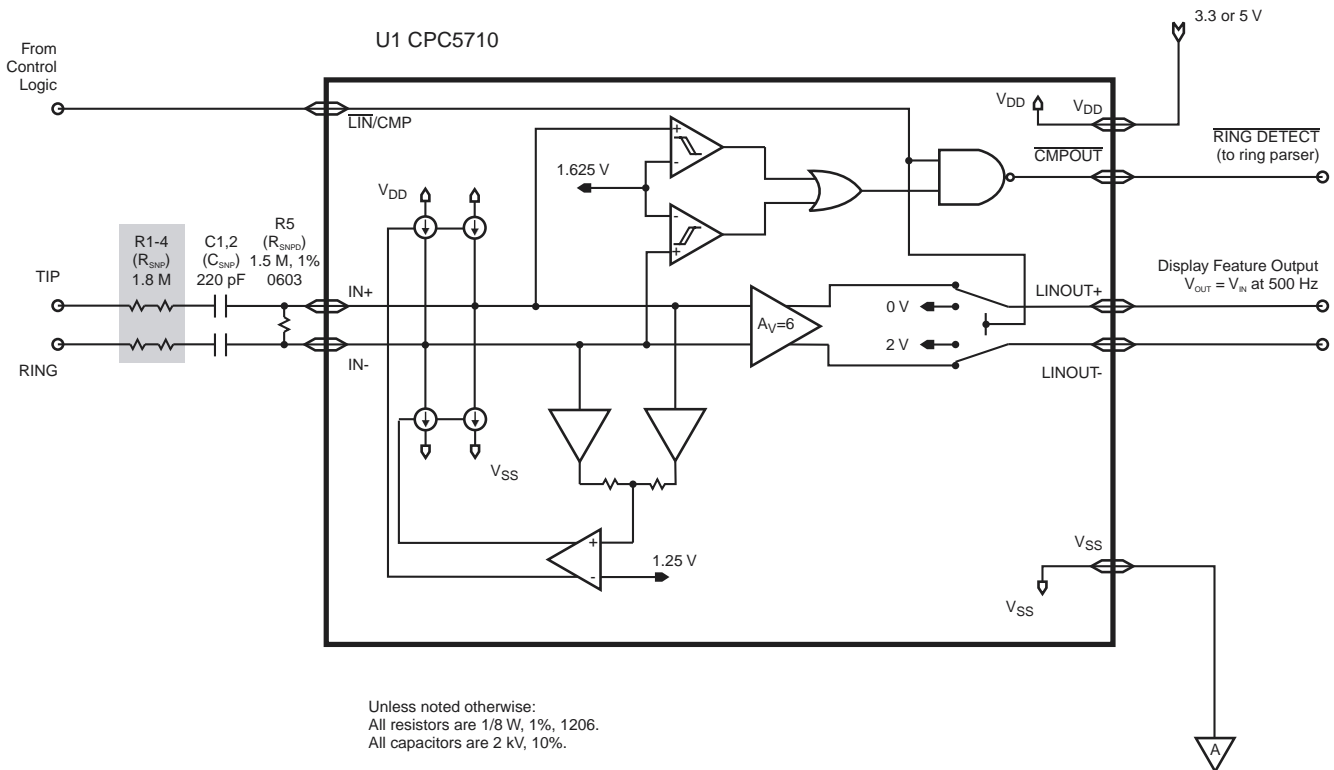 3.3 or 5 V
U1 CPC5710
From
Control
Logic
LIN/CMP
VDD
VDD
RING DETECT
(to ring parser)
CMPOUT
+
-
1.625 V
-
+
VDD
R1-4
(RSNP)
1.8 M
C1,2
(CSNP)
220 pF
R5
(RSNPD)
1.5 M, 1%
0603
TIP
RING
IN+
IN-
AV=6
0 V
2 V
LINOUT+
LINOUT-
Display Feature Output
VOUT = VIN at 500 Hz
VSS
+
-
1.25 V
VSS
VSS
A
Unless noted otherwise:
All resistors are 1/8 W, 1%, 1206.
All capacitors are 2 kV, 10%.